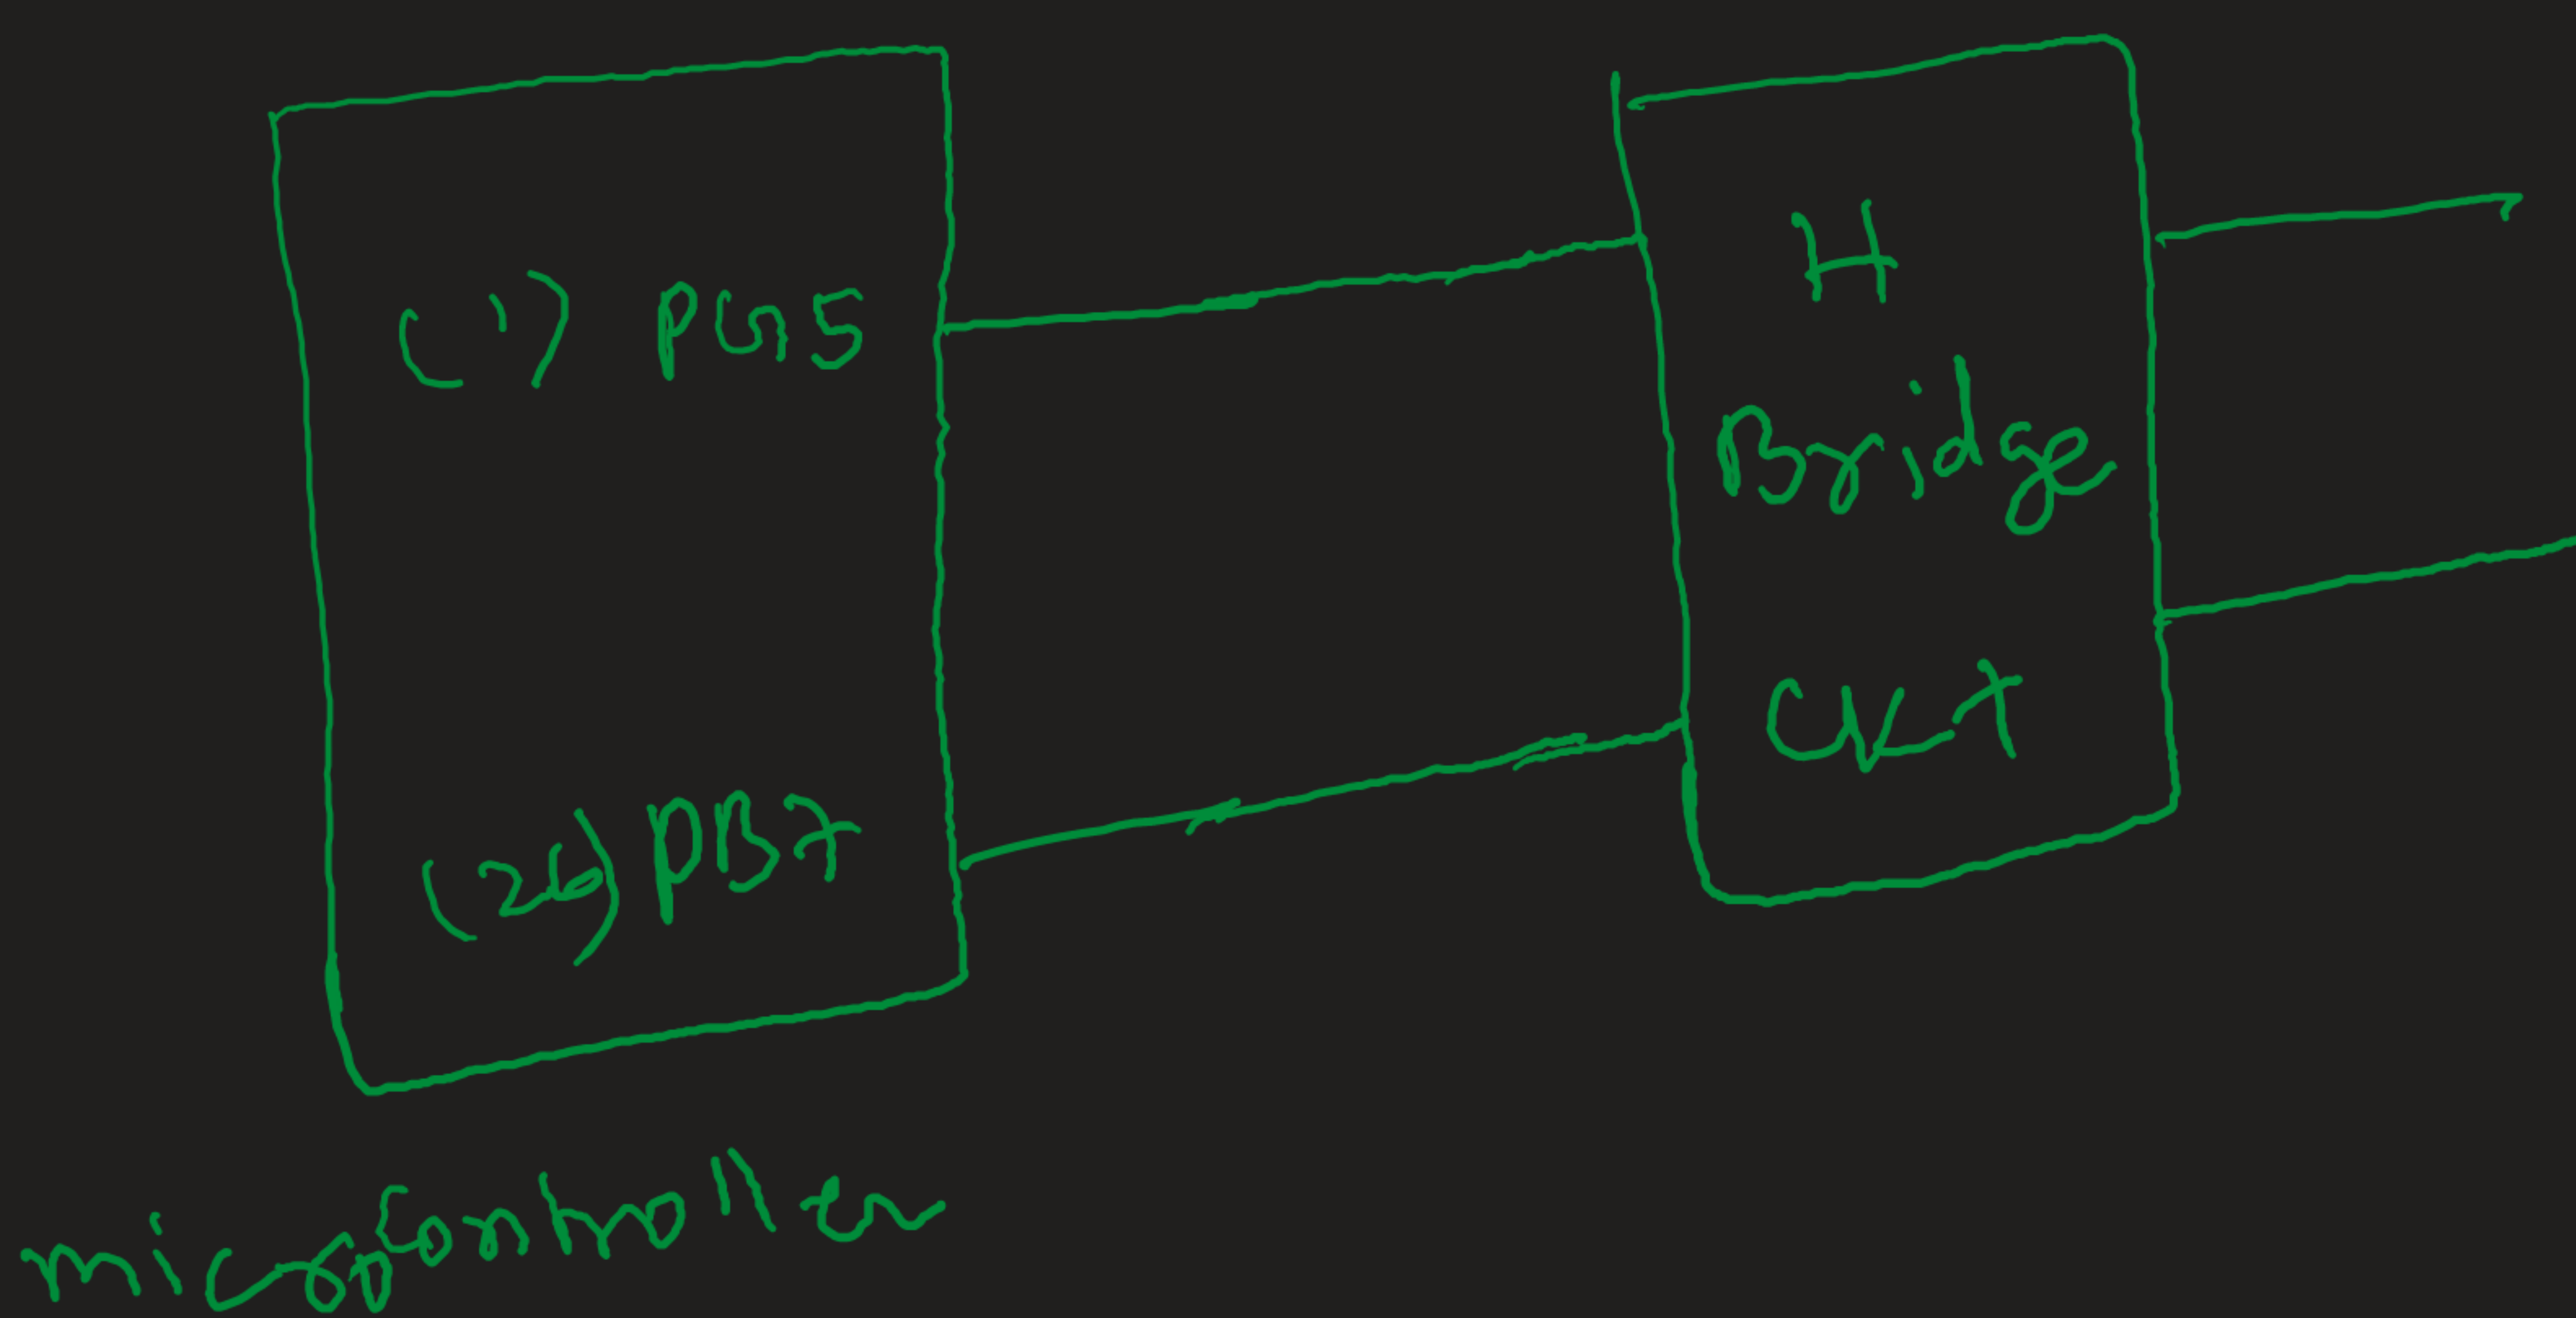 (1) PG5
(26) PB7
microController
H
Bridge
CKT